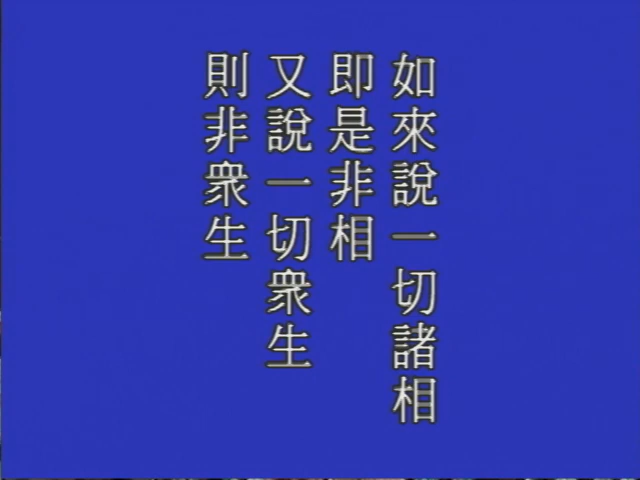 如來說一切諸相
即是非相
又說一切衆生
則非衆生